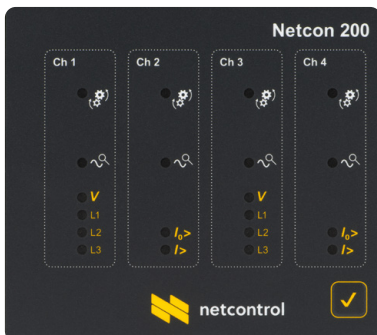 Netcon 200
Ch 1 Ch 2 Ch 3 Ch 4
V V
L1 L1
L2 I₀> L2 I₀>
L3 I> L3 I>
netcontrol